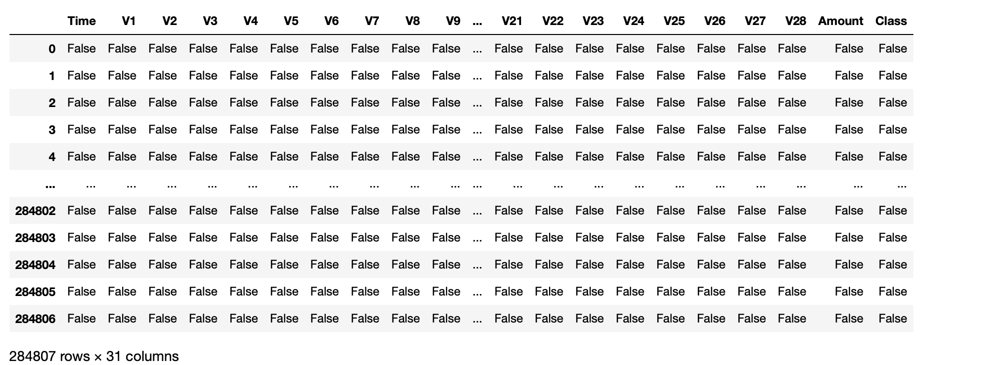 Time V1 V2 V3 V4 V5 V6 V7 V8 V9 ... V21 V22 V23 V24 V25 V26 V27 V28 Amount Class
0 False False False False False False False False False False ... False False False False False False False False False False
1 False False False False False False False False False False ... False False False False False False False False False False
2 False False False False False False False False False False ... False False False False False False False False False False
3 False False False False False False False False False False ... False False False False False False False False False False
4 False False False False False False False False False False ... False False False False False False False False False False
... ... ... ... ... ... ... ... ... ... ... ... ... ... ... ... ... ... ... ... ... ...
284802 False False False False False False False False False False ... False False False False False False False False False False
284803 False False False False False False False False False False ... False False False False False False False False False False
284804 False False False False False False False False False False ... False False False False False False False False False False
284805 False False False False False False False False False False ... False False False False False False False False False False
284806 False False False False False False False False False False ... False False False False False False False False False False
284807 rows × 31 columns